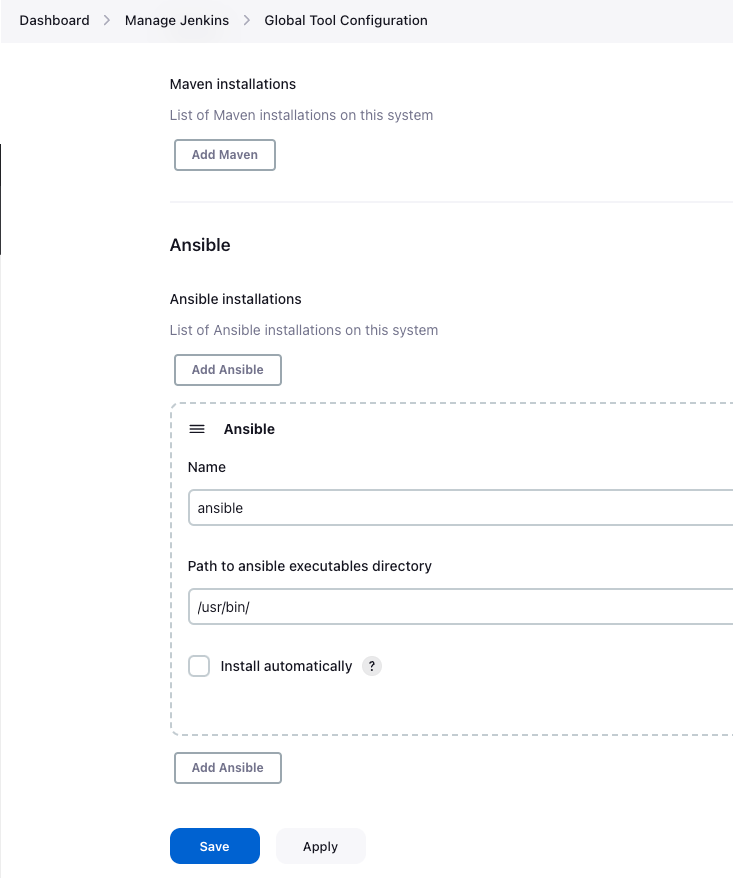 Dashboard > Manage Jenkins > Global Tool Configuration
Maven installations
List of Maven installations on this system
Add Maven
Ansible
Ansible installations
List of Ansible installations on this system
Add Ansible
Ansible
Name
ansible
Path to ansible executables directory
/usr/bin/
Install automatically ?
Add Ansible
Save Apply